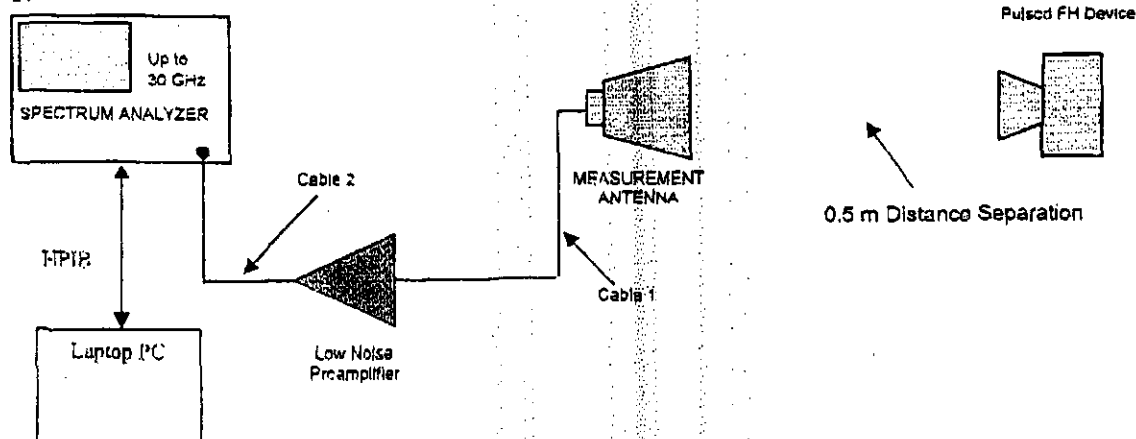 Pulsed FH Device
Up to
30 GHz
SPECTRUM ANALYZER
Cable 2
MEASUREMENT
ANTENNA
0.5 m Distance Separation
HPIB
Cable 1
Laptop PC
Low Noise
Preamplifier